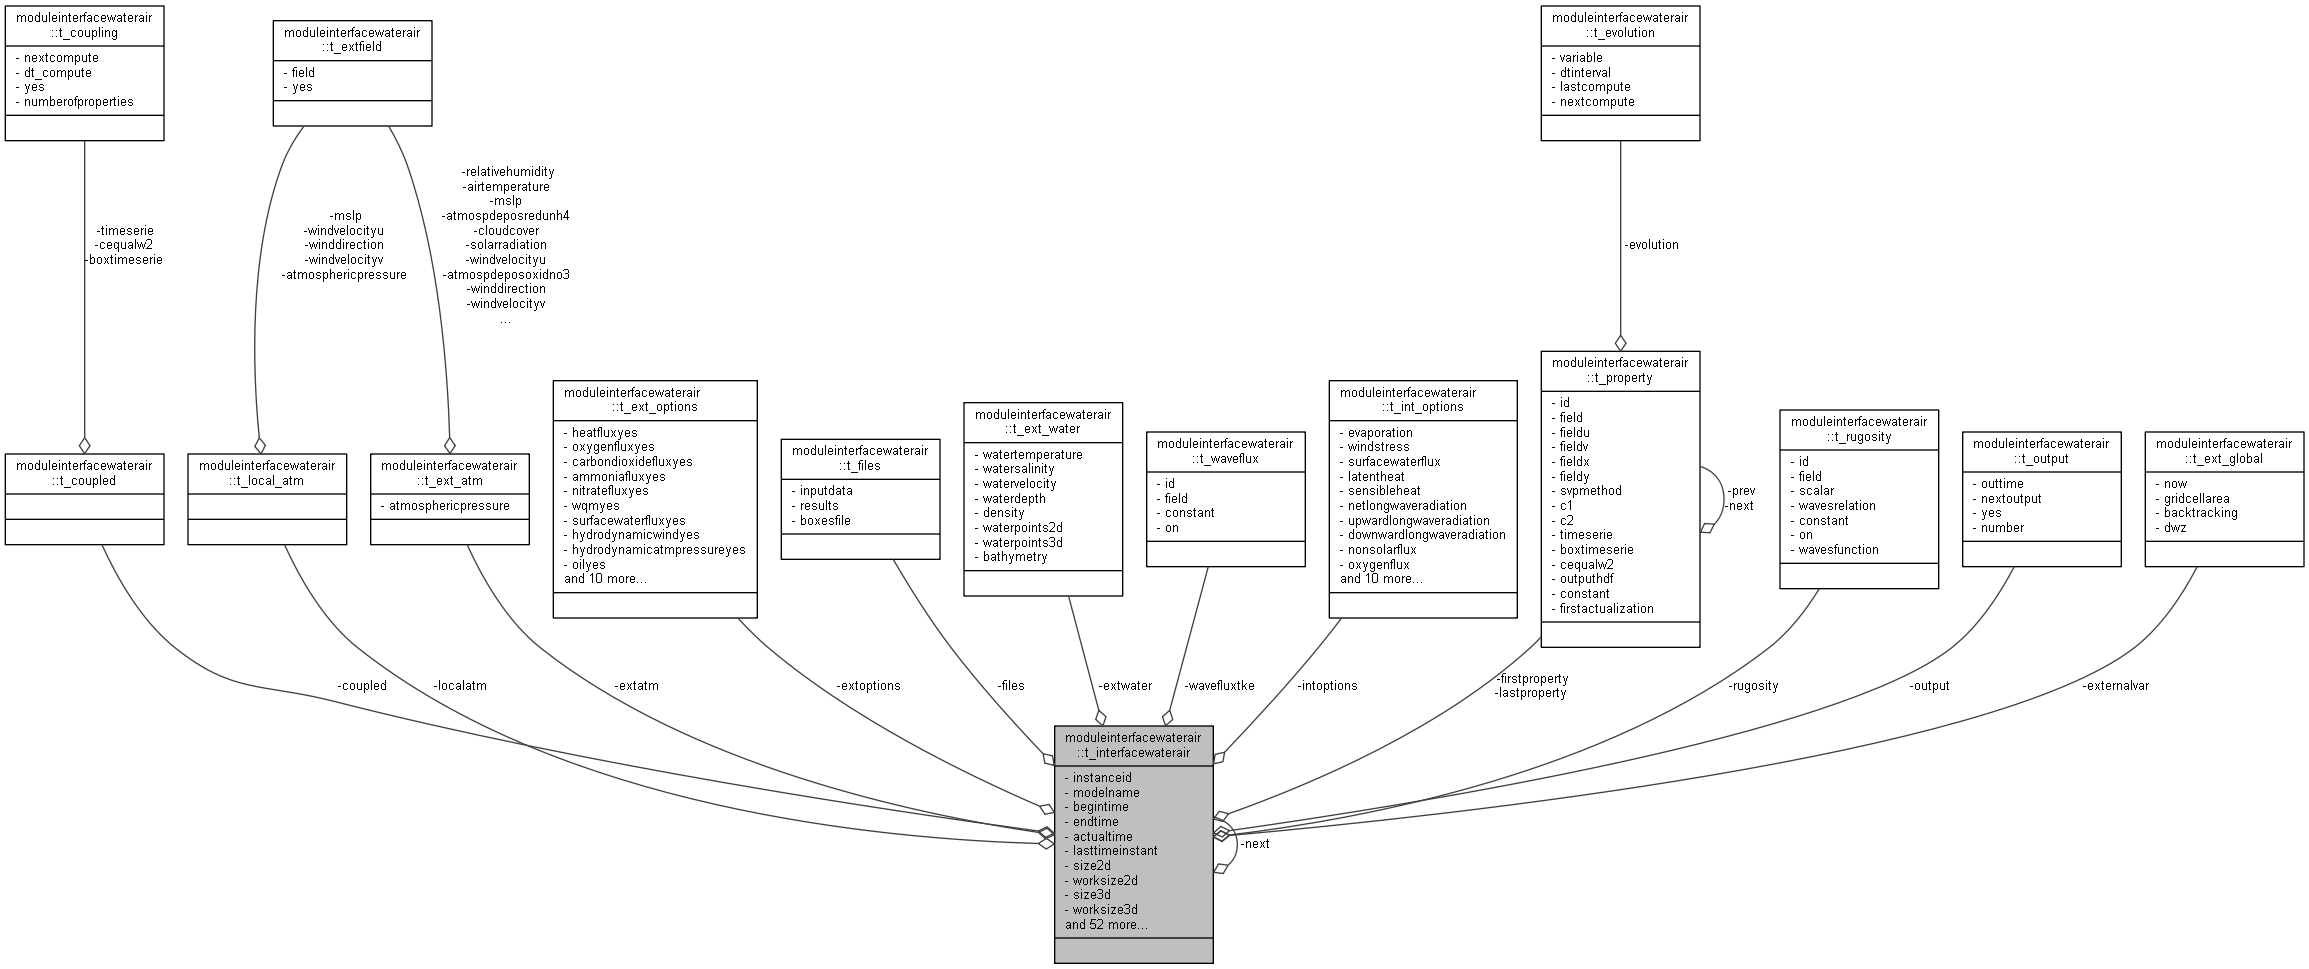 moduleinterfacewaterair
::t_coupling
- nextcompute
- dt_compute
- yes
- numberofproperties
moduleinterfacewaterair
::t_extfield
- field
- yes
moduleinterfacewaterair
::t_evolution
- variable
- dtinterval
- lastcompute
- nextcompute
-timeserie
-cequalw2
-boxtimeserie
-mslp
-windvelocityu
-winddirection
-windvelocityv
-atmosphericpressure
-relativehumidity
-airtemperature
-mslp
-atmospdeposredunh4
-cloudcover
-solarradiation
-windvelocityu
-atmospdeposoxidno3
-winddirection
-windvelocityv
...
-evolution
moduleinterfacewaterair
::t_coupled
moduleinterfacewaterair
::t_local_atm
moduleinterfacewaterair
::t_ext_atm
- atmosphericpressure
moduleinterfacewaterair
::t_ext_options
- heatfluxyes
- oxygenfluxyes
- carbondioxidefluxyes
- ammoniafluxyes
- nitratefluxyes
- wqmyes
- surfacewaterfluxyes
- hydrodynamicwindyes
- hydrodynamicatmpressureyes
- oilyes
and 10 more...
moduleinterfacewaterair
::t_files
- inputdata
- results
- boxesfile
moduleinterfacewaterair
::t_ext_water
- watertemperature
- watersalinity
- watervelocity
- waterdepth
- density
- waterpoints2d
- waterpoints3d
- bathymetry
moduleinterfacewaterair
::t_waveflux
- id
- field
- constant
- on
moduleinterfacewaterair
::t_int_options
- evaporation
- windstress
- surfacewaterflux
- latentheat
- sensibleheat
- netlongwaveradiation
- upwardlongwaveradiation
- downwardlongwaveradiation
- nonsolarflux
- oxygenflux
and 10 more...
moduleinterfacewaterair
::t_property
- id
- field
- fieldu
- fieldv
- fieldx
- fieldy
- svpmethod
- c1
- c2
- timeserie
- boxtimeserie
- cequalw2
- outputhdf
- constant
- firstactualization
-prev
-next
moduleinterfacewaterair
::t_rugosity
- id
- field
- scalar
- wavesrelation
- constant
- on
- wavesfunction
moduleinterfacewaterair
::t_output
- outtime
- nextoutput
- yes
- number
moduleinterfacewaterair
::t_ext_global
- now
- gridcellarea
- backtracking
- dwz
-coupled
-localatm
-extatm
-extoptions
-files
-extwater
-wavefluxtke
-intoptions
-firstproperty
-lastproperty
-rugosity
-output
-externalvar
moduleinterfacewaterair
::t_interfacewaterair
- instanceid
- modelname
- begintime
- endtime
- actualtime
- lasttimeinstant
- size2d
- worksize2d
- size3d
- worksize3d
and 52 more...
-next